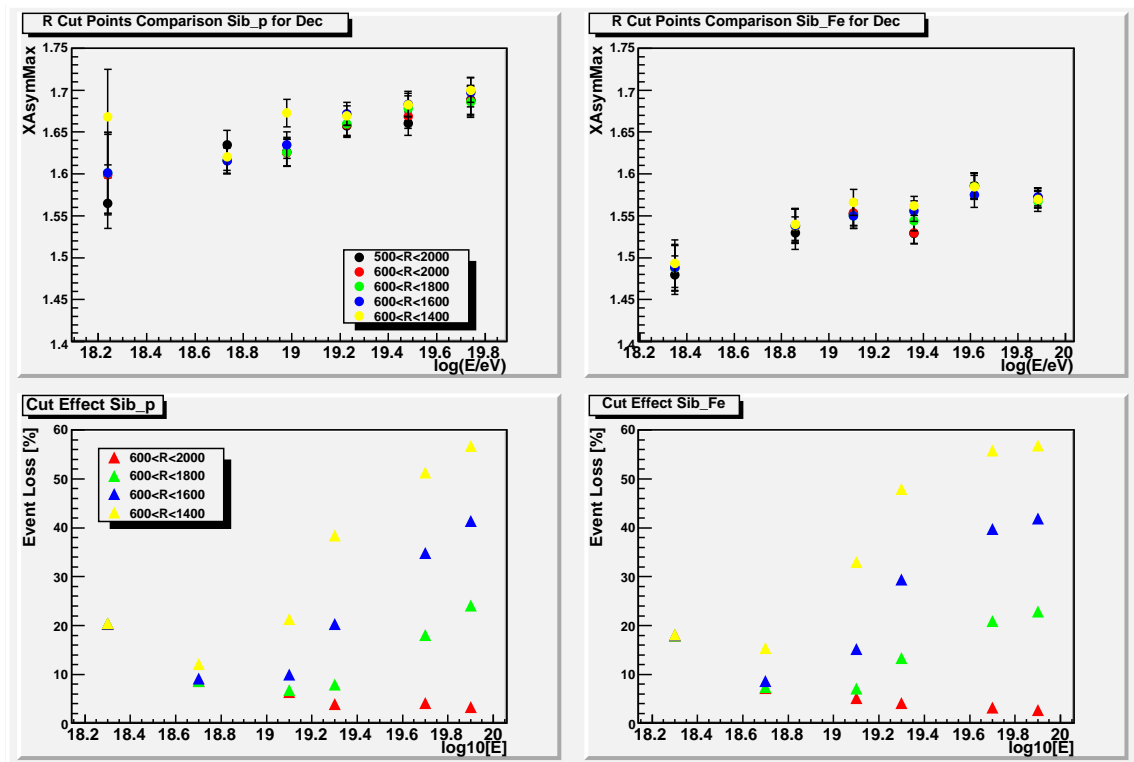 R Cut Points Comparison Sib_p for Dec
XAsymMax
1.75
1.7
1.65
1.6
1.55
1.5
1.45
1.4
500<R<2000
600<R<2000
600<R<1800
600<R<1600
600<R<1400
18.2 18.4 18.6 18.8 19 19.2 19.4 19.6 19.8
log(E/eV)
R Cut Points Comparison Sib_Fe for Dec
XAsymMax
1.75
1.7
1.65
1.6
1.55
1.5
1.45
1.4
18.2 18.4 18.6 18.8 19 19.2 19.4 19.6 19.8 20
log(E/eV)
Cut Effect Sib_p
Event Loss [%]
60
50
40
30
20
10
0
600<R<2000
600<R<1800
600<R<1600
600<R<1400
18.2 18.4 18.6 18.8 19 19.2 19.4 19.6 19.8 20
log10[E]
Cut Effect Sib_Fe
Event Loss [%]
60
50
40
30
20
10
0
18.2 18.4 18.6 18.8 19 19.2 19.4 19.6 19.8 20
log10[E]